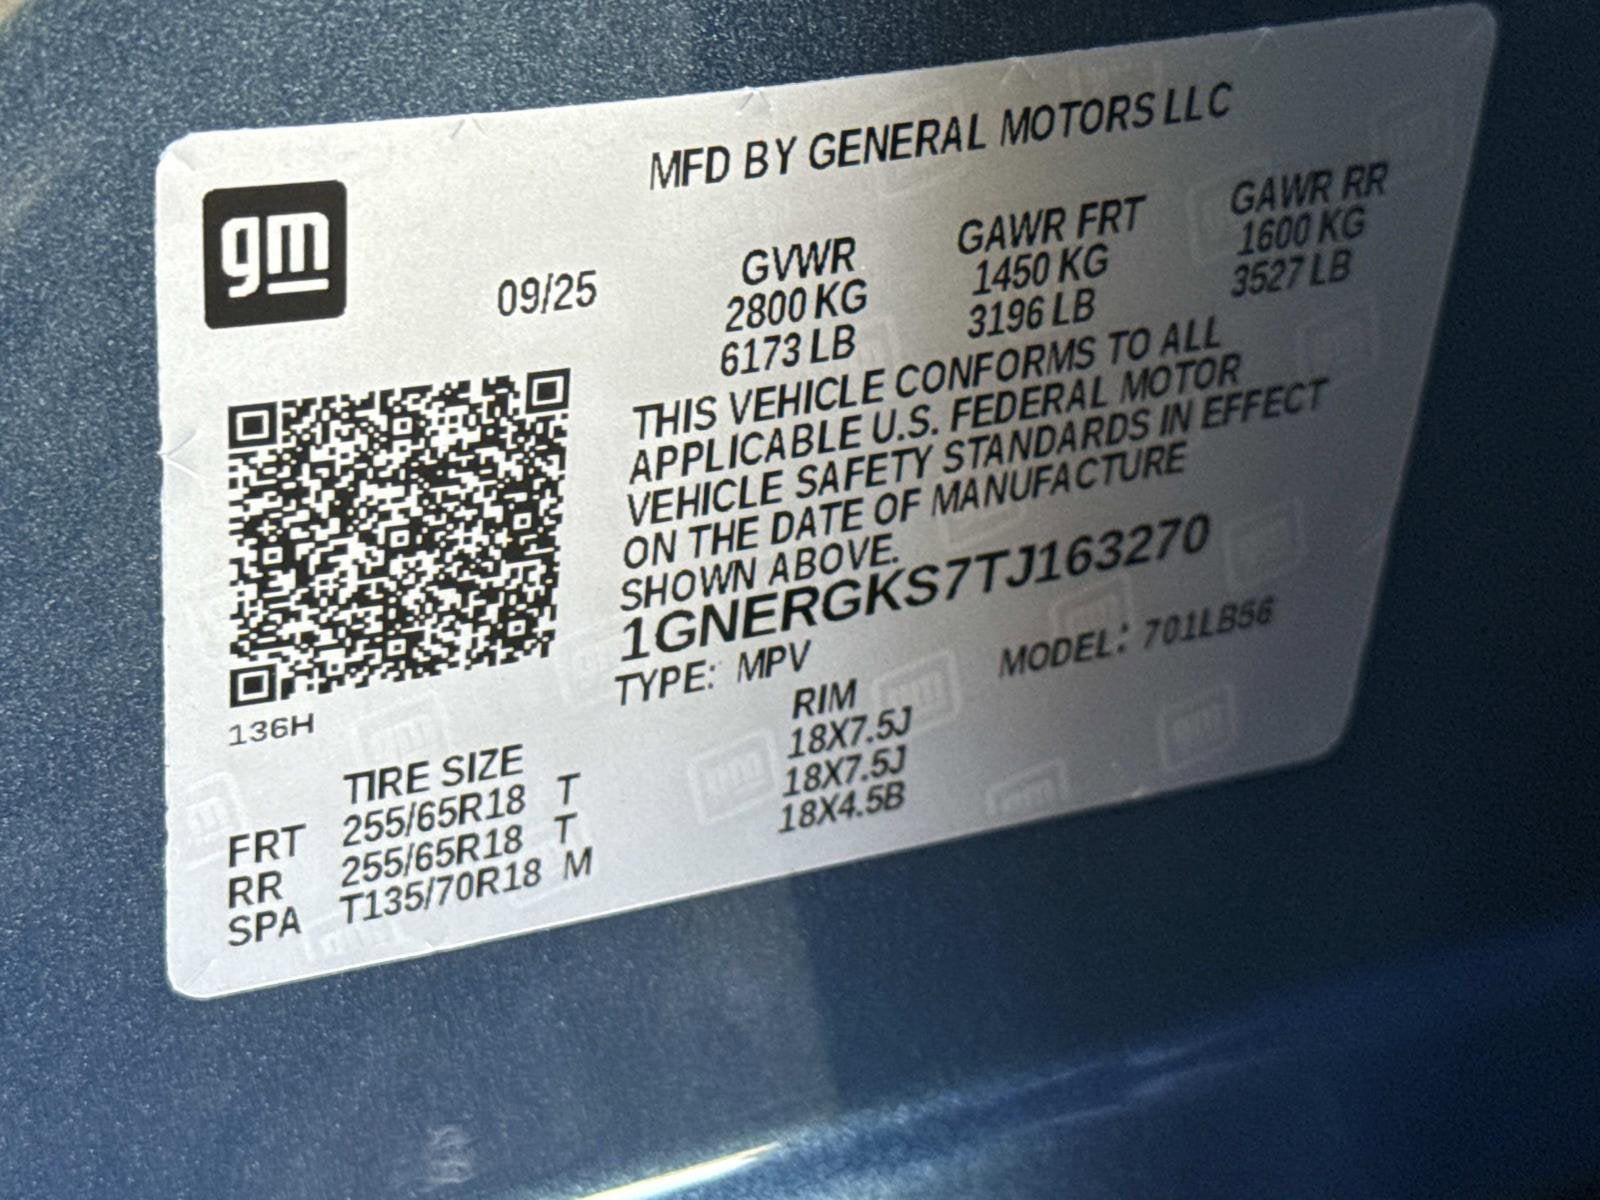 MFD BY GENERAL MOTORS LLC
gm
09/25
GVWR GAWR FRT GAWR RR
2800 KG 1450 KG 1600 KG
6173 LB 3196 LB 3527 LB
THIS VEHICLE CONFORMS TO ALL
APPLICABLE U.S. FEDERAL MOTOR
VEHICLE SAFETY STANDARDS IN EFFECT
ON THE DATE OF MANUFACTURE
SHOWN ABOVE.
1GNERGKS7TJ163270
TYPE: MPV MODEL: 701LB56
136H
TIRE SIZE RIM
FRT 255/65R18 T 18X7.5J
RR 255/65R18 T 18X7.5J
SPA T135/70R18 M 18X4.5B